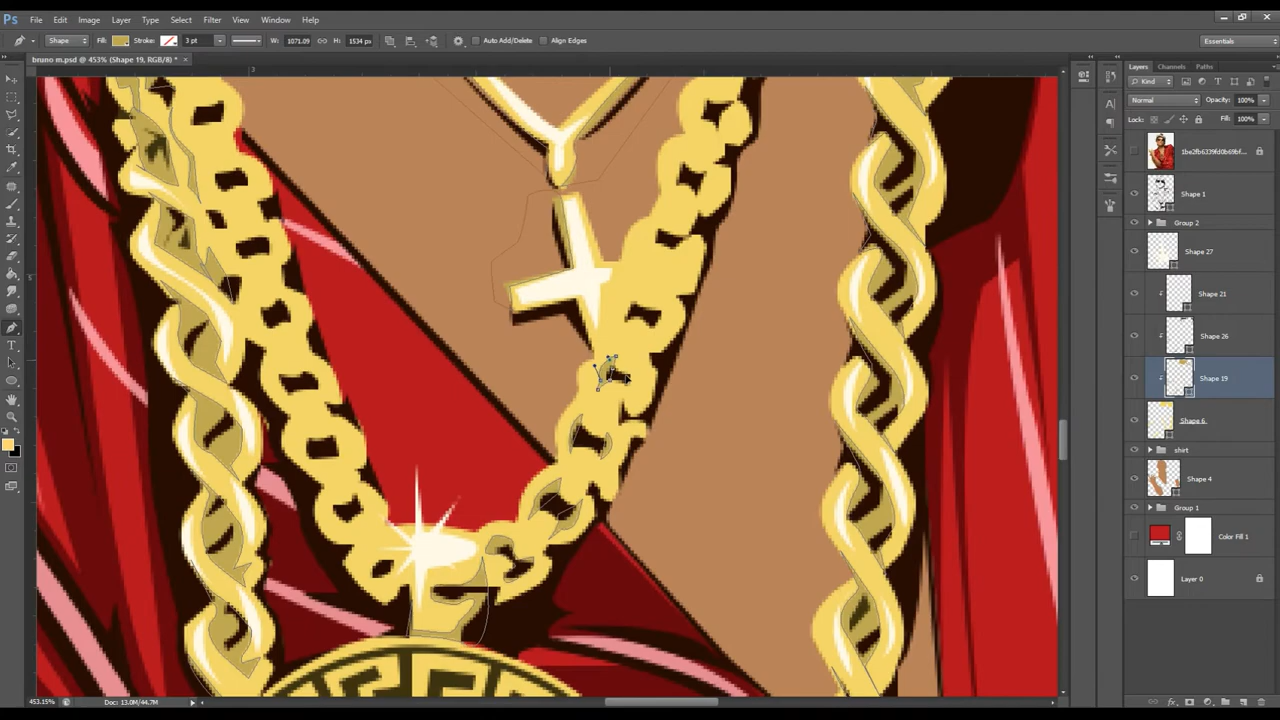 Ps File Edit Image Layer Type Select Filter View Window Help
Shape Fill: Stroke: 3 pt W: 1071.09 H: 1534 px Auto Add/Delete Align Edges Essentials
bruno m.psd @ 453% (Shape 19, RGB/8) * ×
Layers Channels Paths
Kind
Normal Opacity: 100%
Lock: Fill: 100%
1be2fb6339fd0b69bf...
Shape 1
Group 2
Shape 27
Shape 21
Shape 26
Shape 19
Shape 6
shirt
Shape 4
Group 1
Color Fill 1
Layer 0
453.15% Doc: 13.0M/44.7M